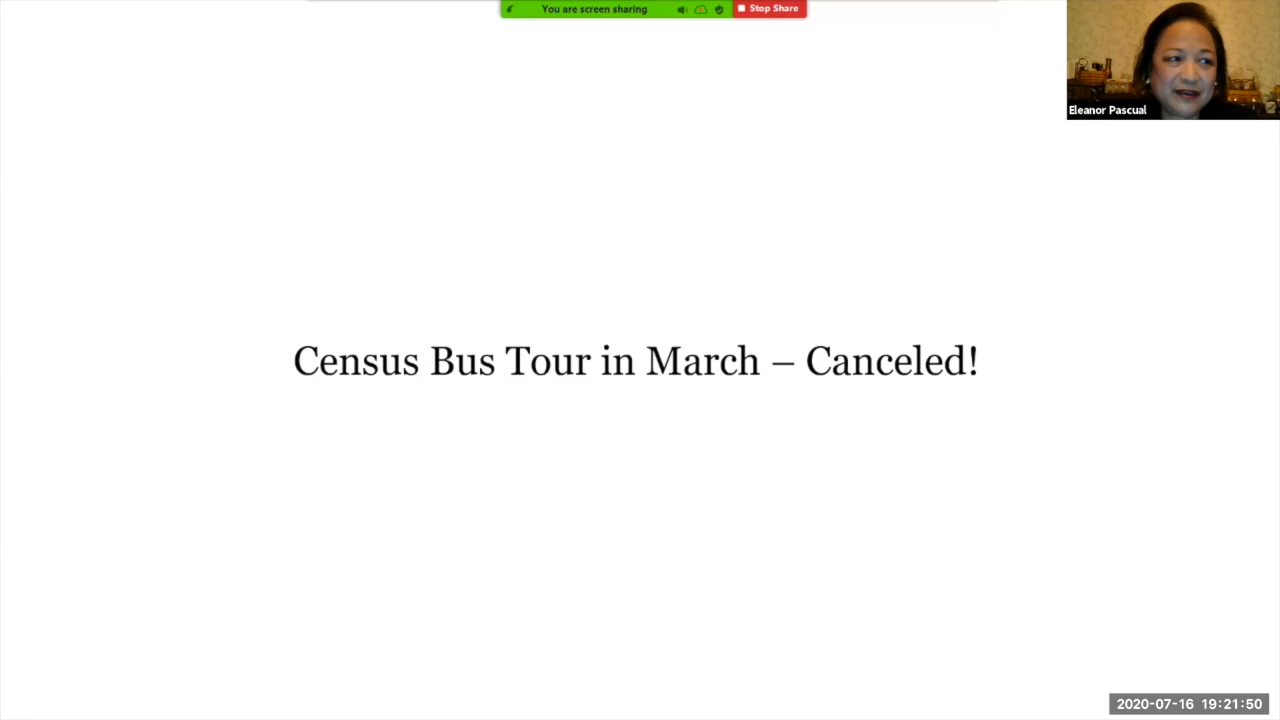 You are screen sharing
Stop Share
Eleanor Pascual
Census Bus Tour in March – Canceled!
2020-07-16 19:21:50